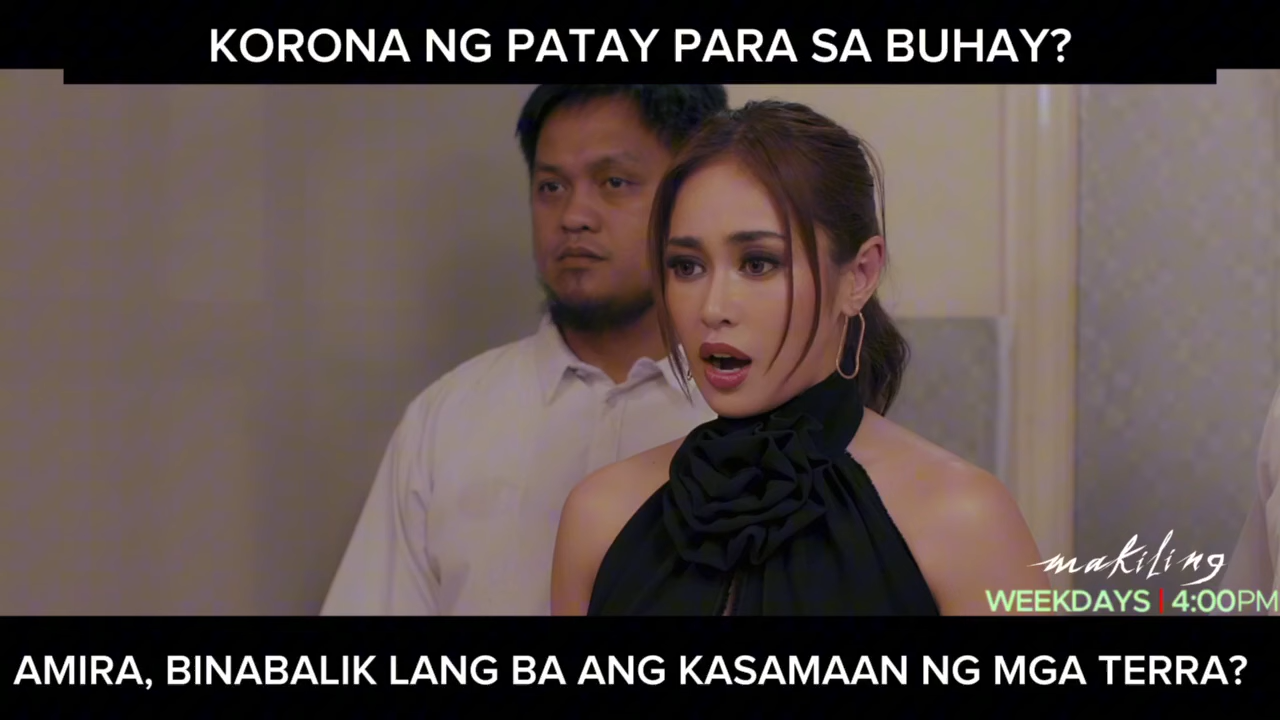 KORONA NG PATAY PARA SA BUHAY?
makiling
WEEKDAYS | 4:00PM
AMIRA, BINABALIK LANG BA ANG KASAMAAN NG MGA TERRA?